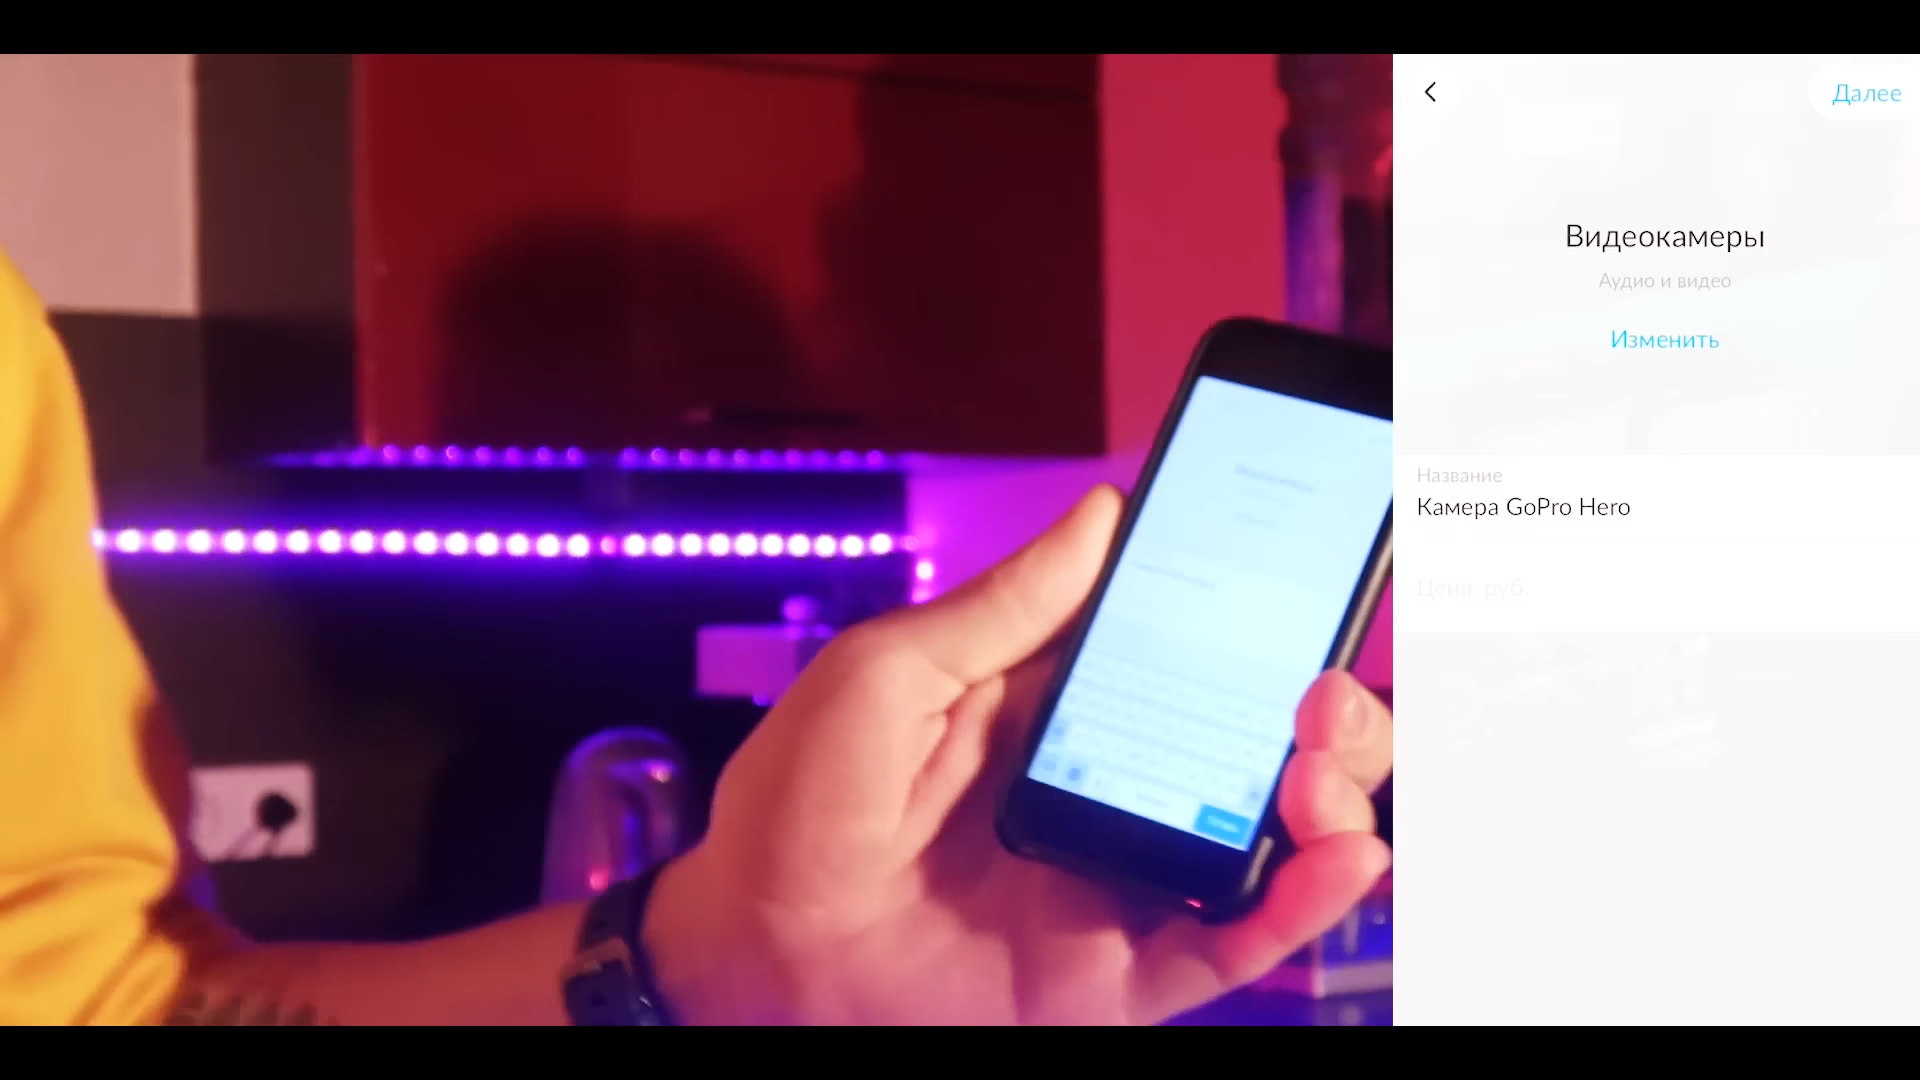 Далее
Видеокамеры
Аудио и видео
Изменить
Название
Камера GoPro Hero
Цена, руб.